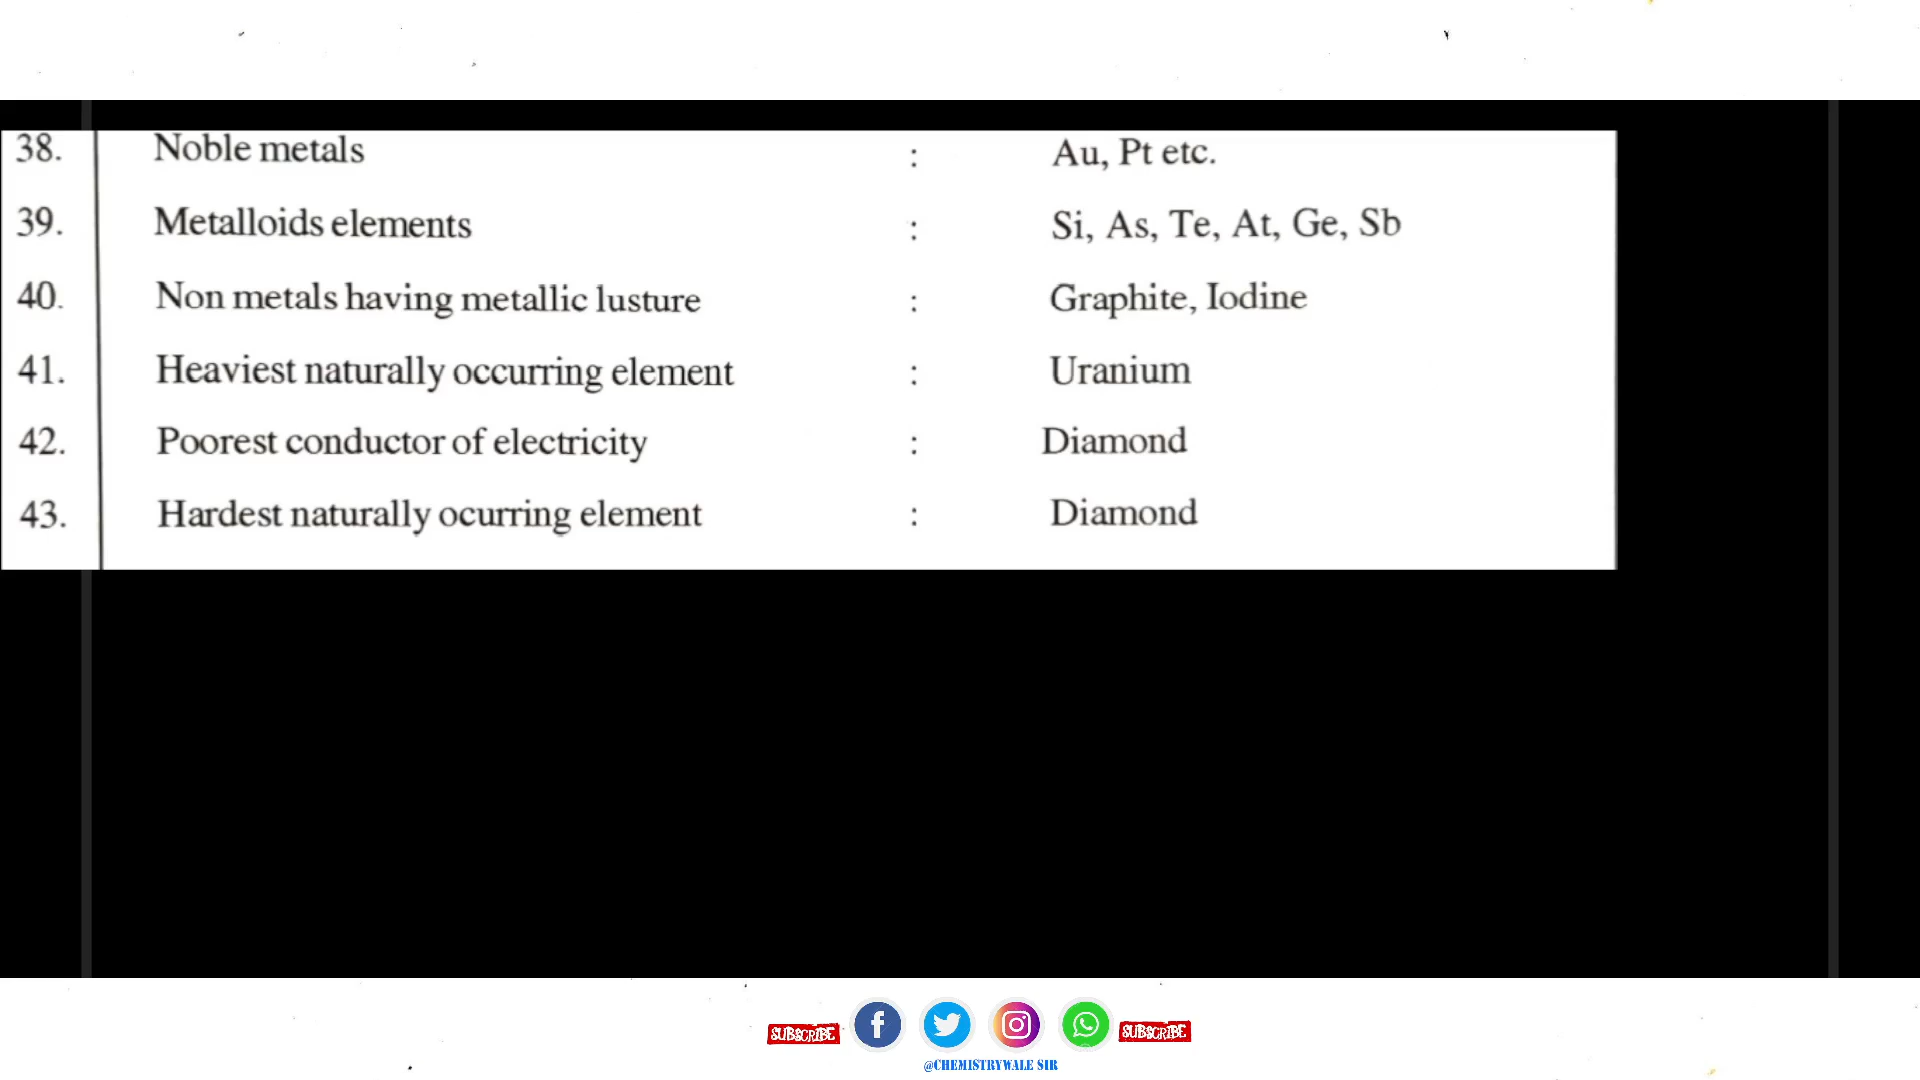 38. Noble metals : Au, Pt etc.
39. Metalloids elements : Si, As, Te, At, Ge, Sb
40. Non metals having metallic lusture : Graphite, Iodine
41. Heaviest naturally occurring element : Uranium
42. Poorest conductor of electricity : Diamond
43. Hardest naturally ocurring element : Diamond
SUBSCRIBE SUBSCRIBE
@CHEMISTRYWALE SIR